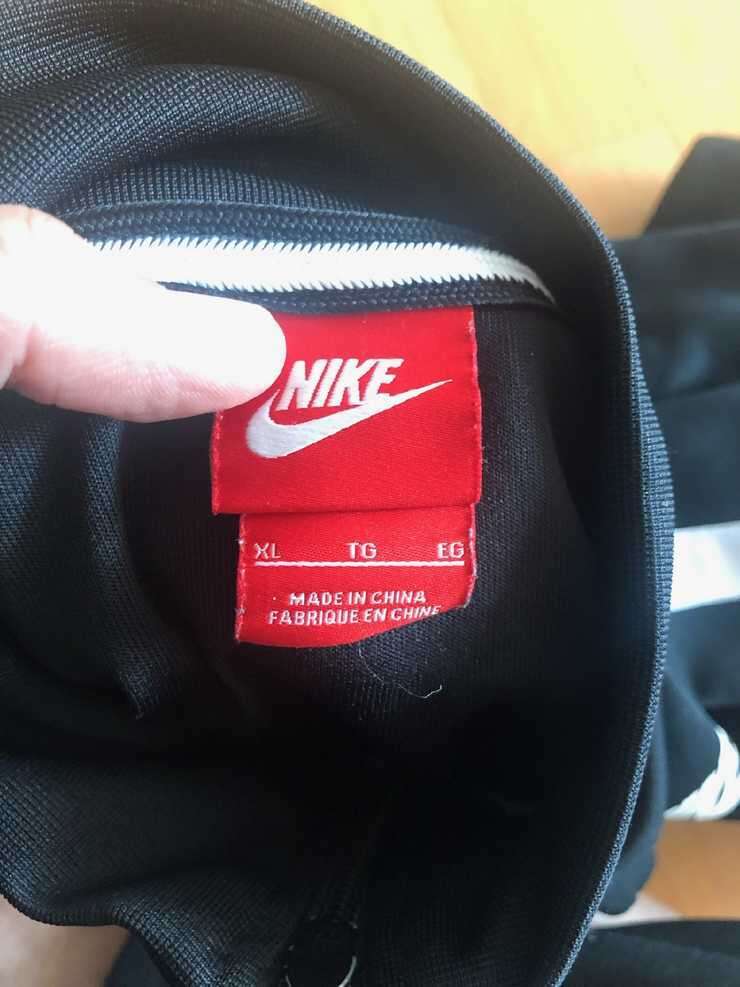 NIKE
XL TG EG
MADE IN CHINA
FABRIQUE EN CHINE